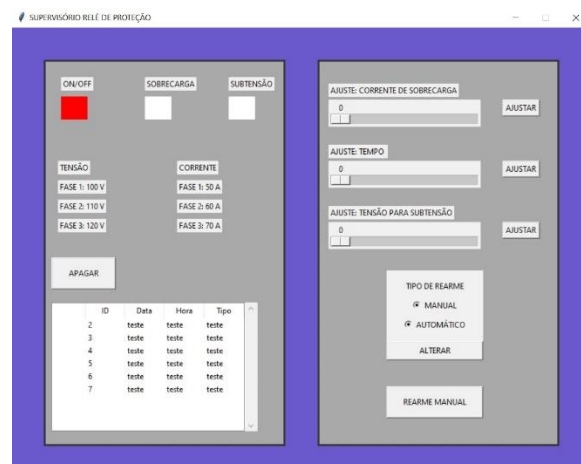 SUPERVISÓRIO RELÉ DE PROTEÇÃO
ON/OFF SOBRECARGA SUBTENSÃO
TENSÃO CORRENTE
FASE 1: 100 V FASE 1: 50 A
FASE 2: 110 V FASE 2: 60 A
FASE 3: 120 V FASE 3: 70 A
APAGAR
ID Data Hora Tipo
2 teste teste teste
3 teste teste teste
4 teste teste teste
5 teste teste teste
6 teste teste teste
7 teste teste teste
AJUSTE: CORRENTE DE SOBRECARGA
0 AJUSTAR
AJUSTE: TEMPO
0 AJUSTAR
AJUSTE: TENSÃO PARA SUBTENSÃO
0 AJUSTAR
TIPO DE REARME
MANUAL
AUTOMÁTICO
ALTERAR
REARME MANUAL